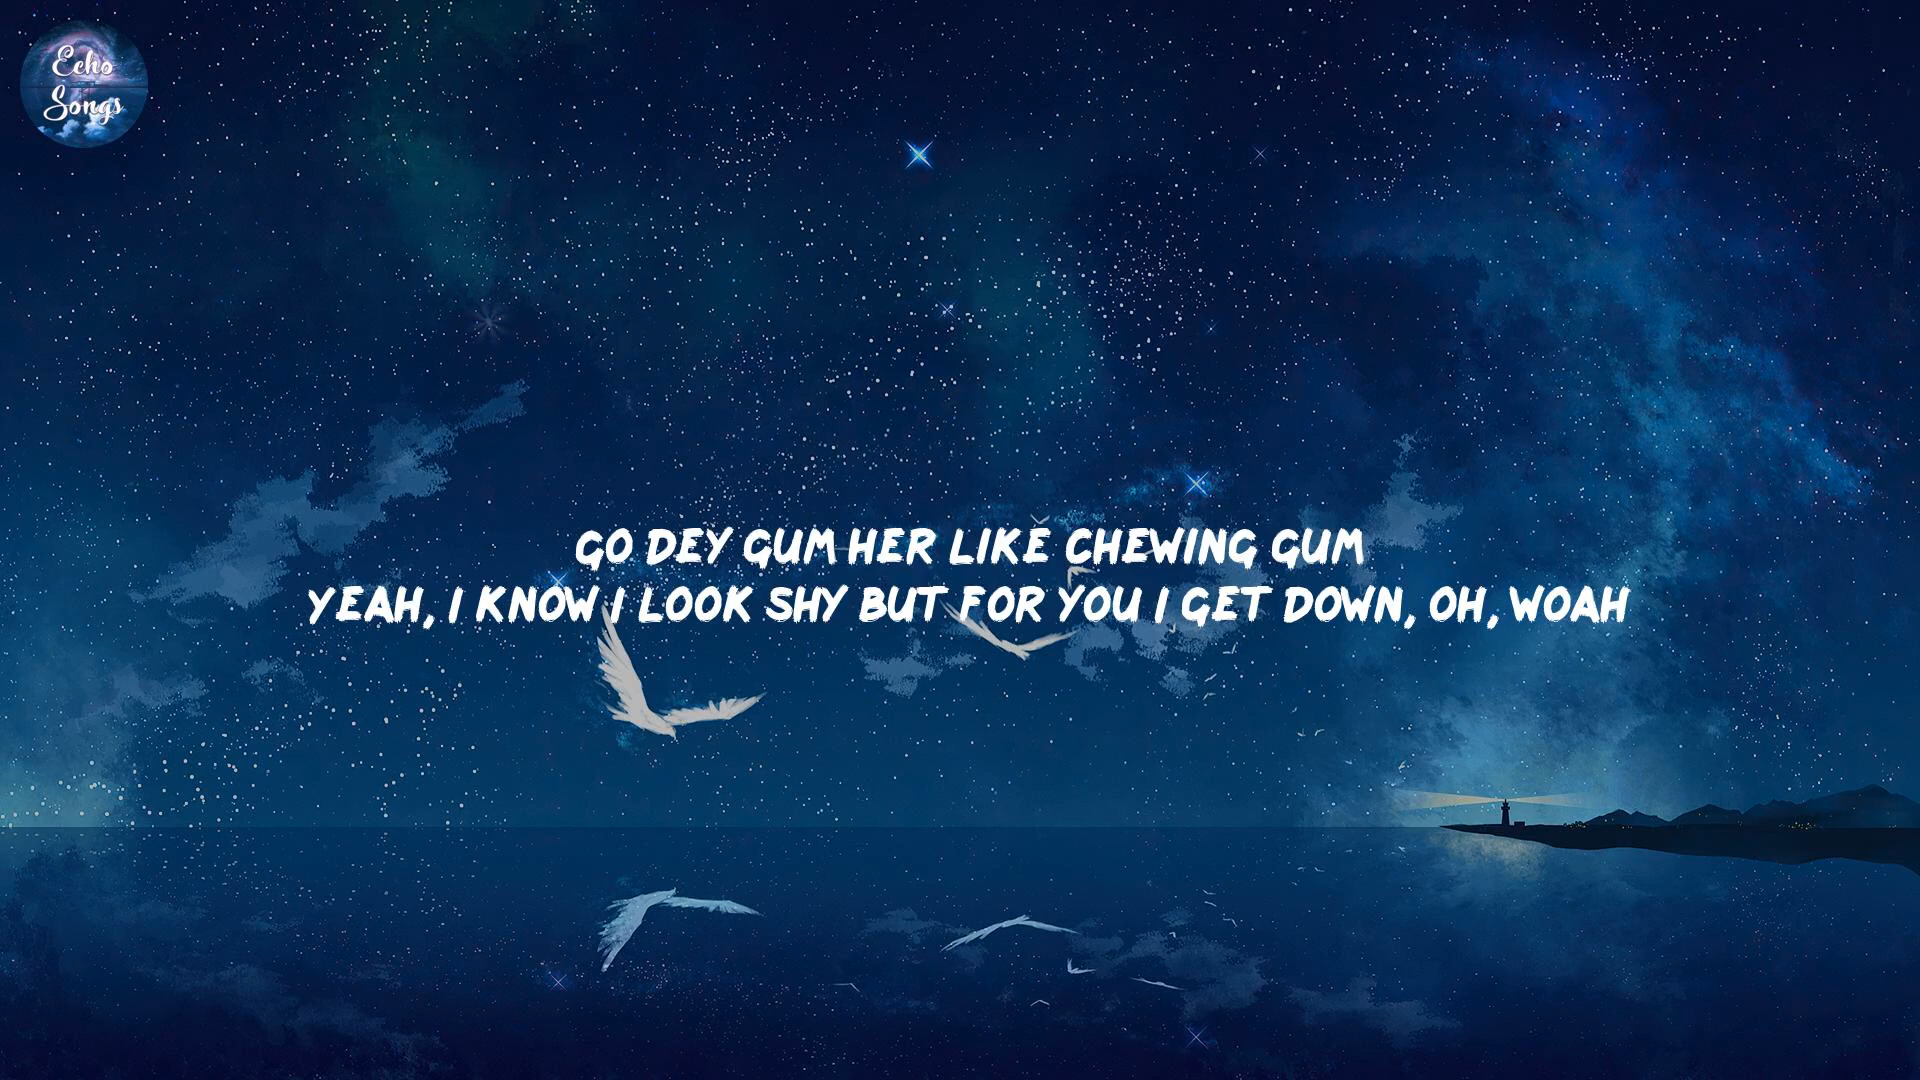 Echo
Songs
GO DEY GUM HER LIKE CHEWING GUM
YEAH, I KNOW I LOOK SHY BUT FOR YOU I GET DOWN, OH, WOAH